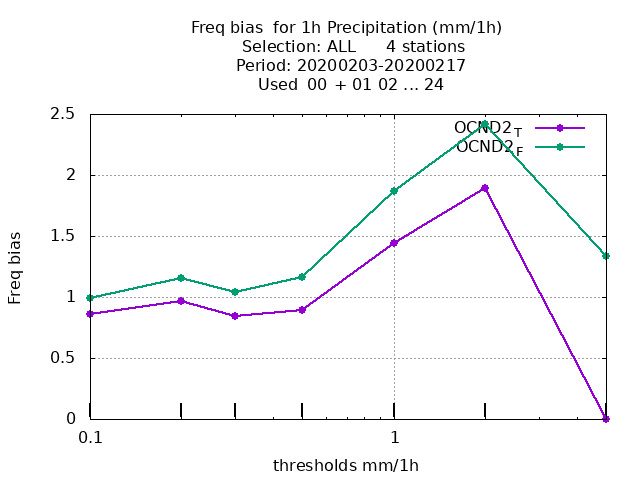 Freq bias for 1h Precipitation (mm/1h)
Selection: ALL 4 stations
Period: 20200203-20200217
Used 00 + 01 02 ... 24
2.5
OCND2T
OCND2F
2
1.5
Freq bias
1
0.5
0
0.1
1
thresholds mm/1h